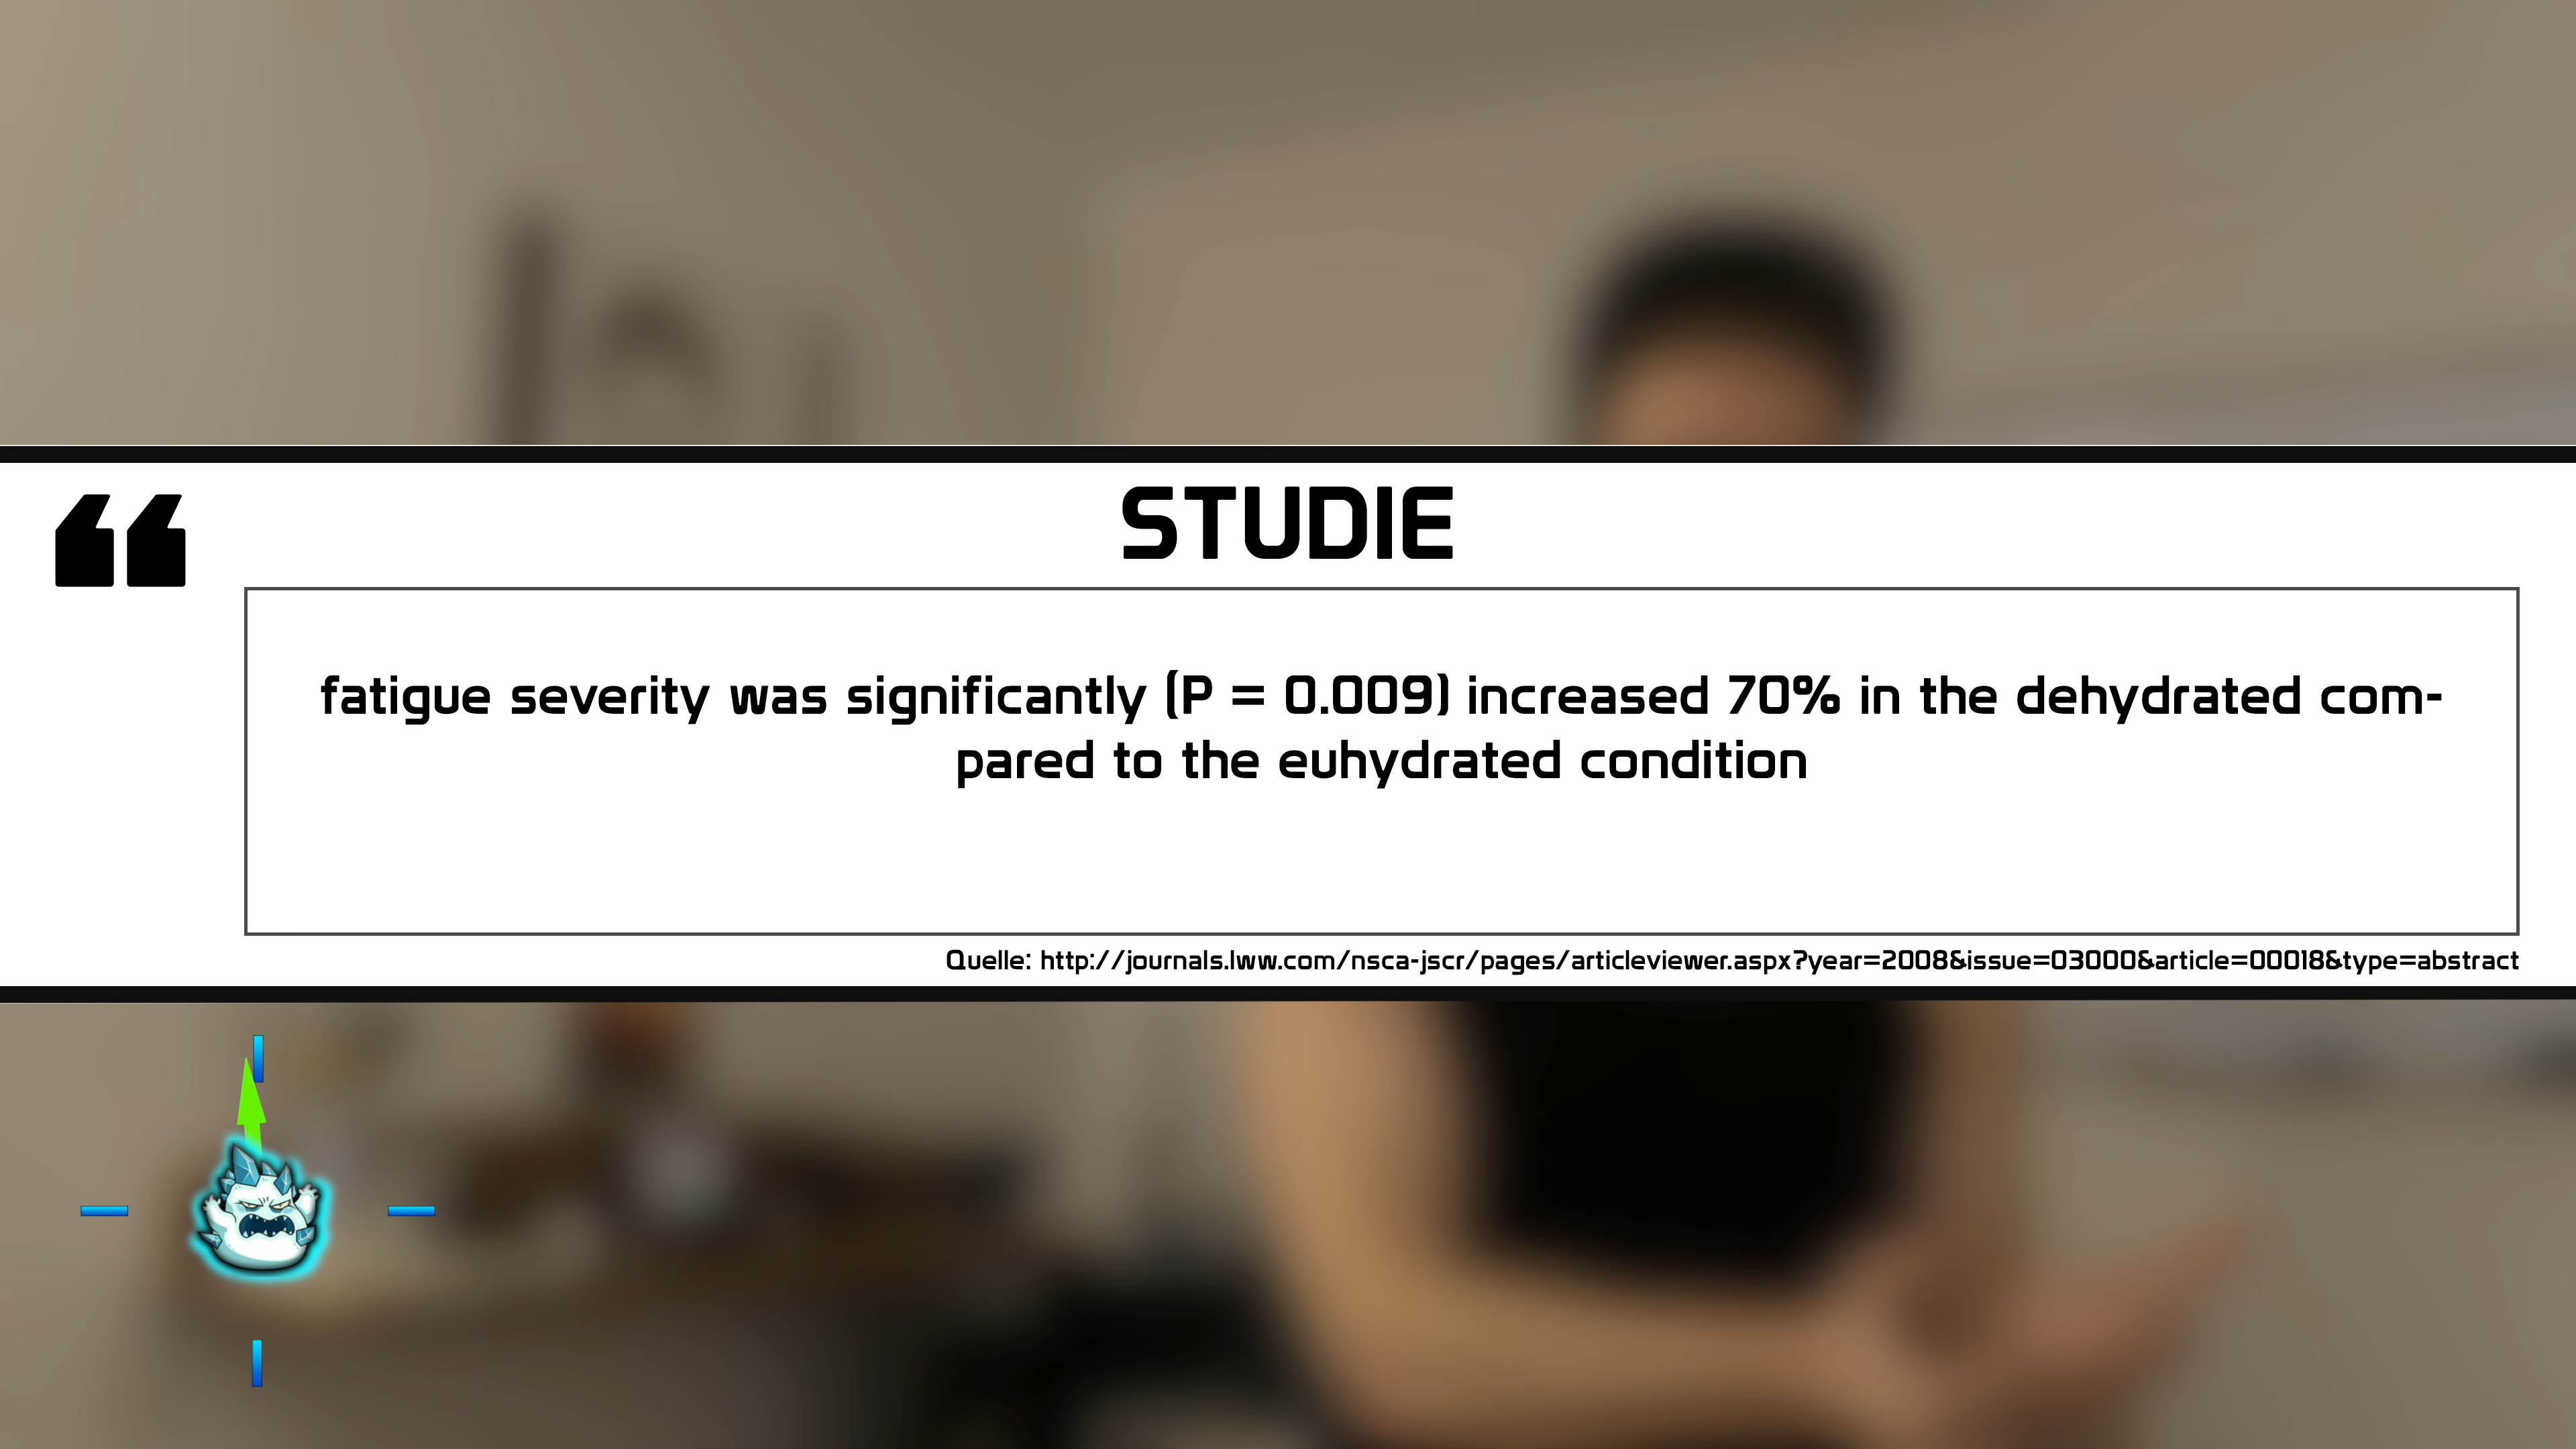 “
STUDIE
fatigue severity was significantly (P = 0.009) increased 70% in the dehydrated com-
pared to the euhydrated condition
Quelle: http://journals.lww.com/nsca-jscr/pages/articleviewer.aspx?year=2008&issue=03000&article=00018&type=abstract